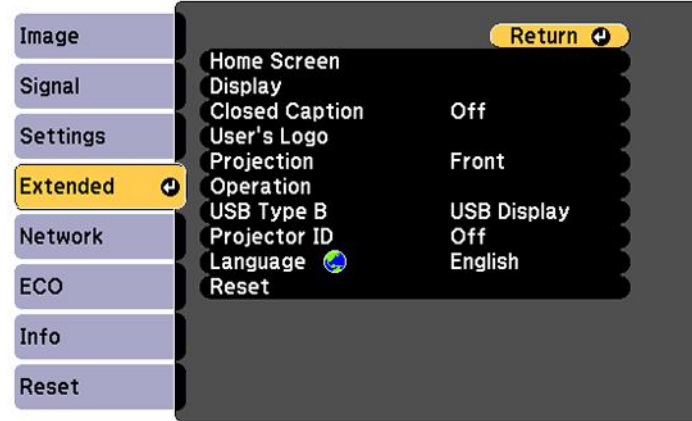 Image
Signal
Settings
Extended
Network
ECO
Info
Reset
Return
Home Screen
Display
Closed Caption Off
User's Logo
Projection Front
Operation
USB Type B USB Display
Projector ID Off
Language English
Reset